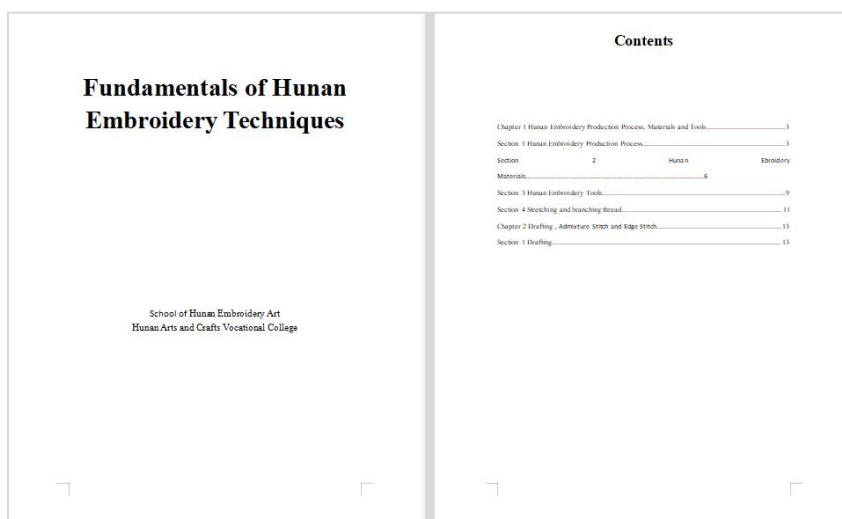 Fundamentals of Hunan
Embroidery Techniques
School of Hunan Embroidery Art
Hunan Arts and Crafts Vocational College
Contents
Chapter 1 Hunan Embroidery Production Process, Materials and Tools.......3
Section 1 Hunan Embroidery Production Process.......3
Section 2 Hunan Ebroidery
Materials.......6
Section 3 Hunan Embroidery Tools.......9
Section 4 Stretching and branching thread.......11
Chapter 2 Drafting , Admixture Stitch and Edge Stitch.......13
Section 1 Drafting.......13